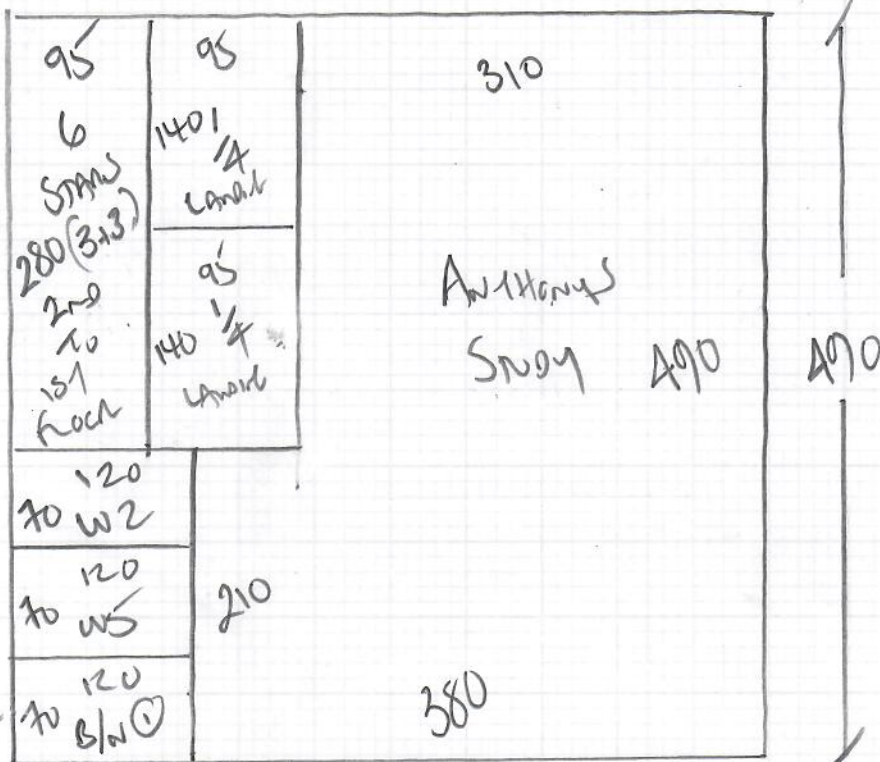 95
6
STAIRS
280 (3+3)
2nd
TO
1ST
FLOOR
95
140 1/4
LANDING
95
140 1/4
LANDING
310
ANTHONYS
STUDY 490
490
120
70 W2
120
70 W5
120
70 B/N ①
210
380